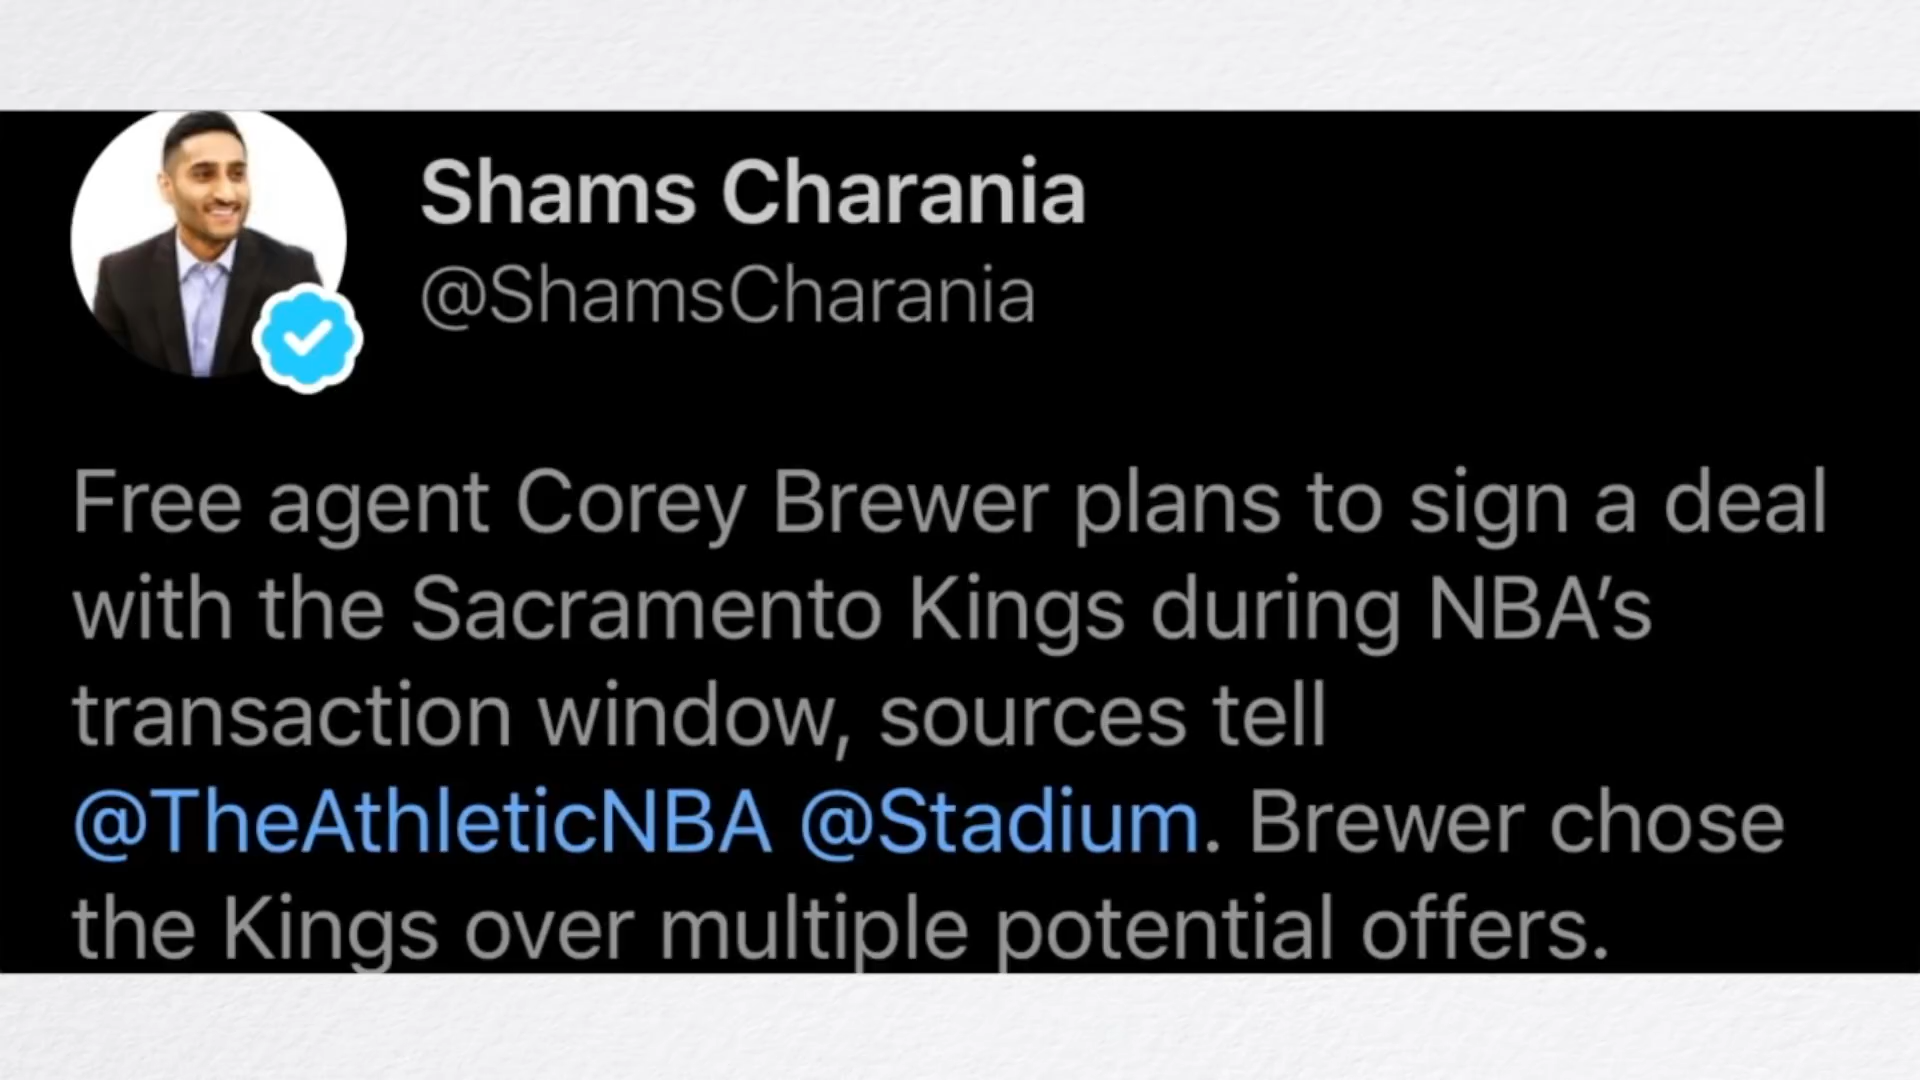 Shams Charania
@ShamsCharania
Free agent Corey Brewer plans to sign a deal
with the Sacramento Kings during NBA’s
transaction window, sources tell
@TheAthleticNBA @Stadium. Brewer chose
the Kings over multiple potential offers.